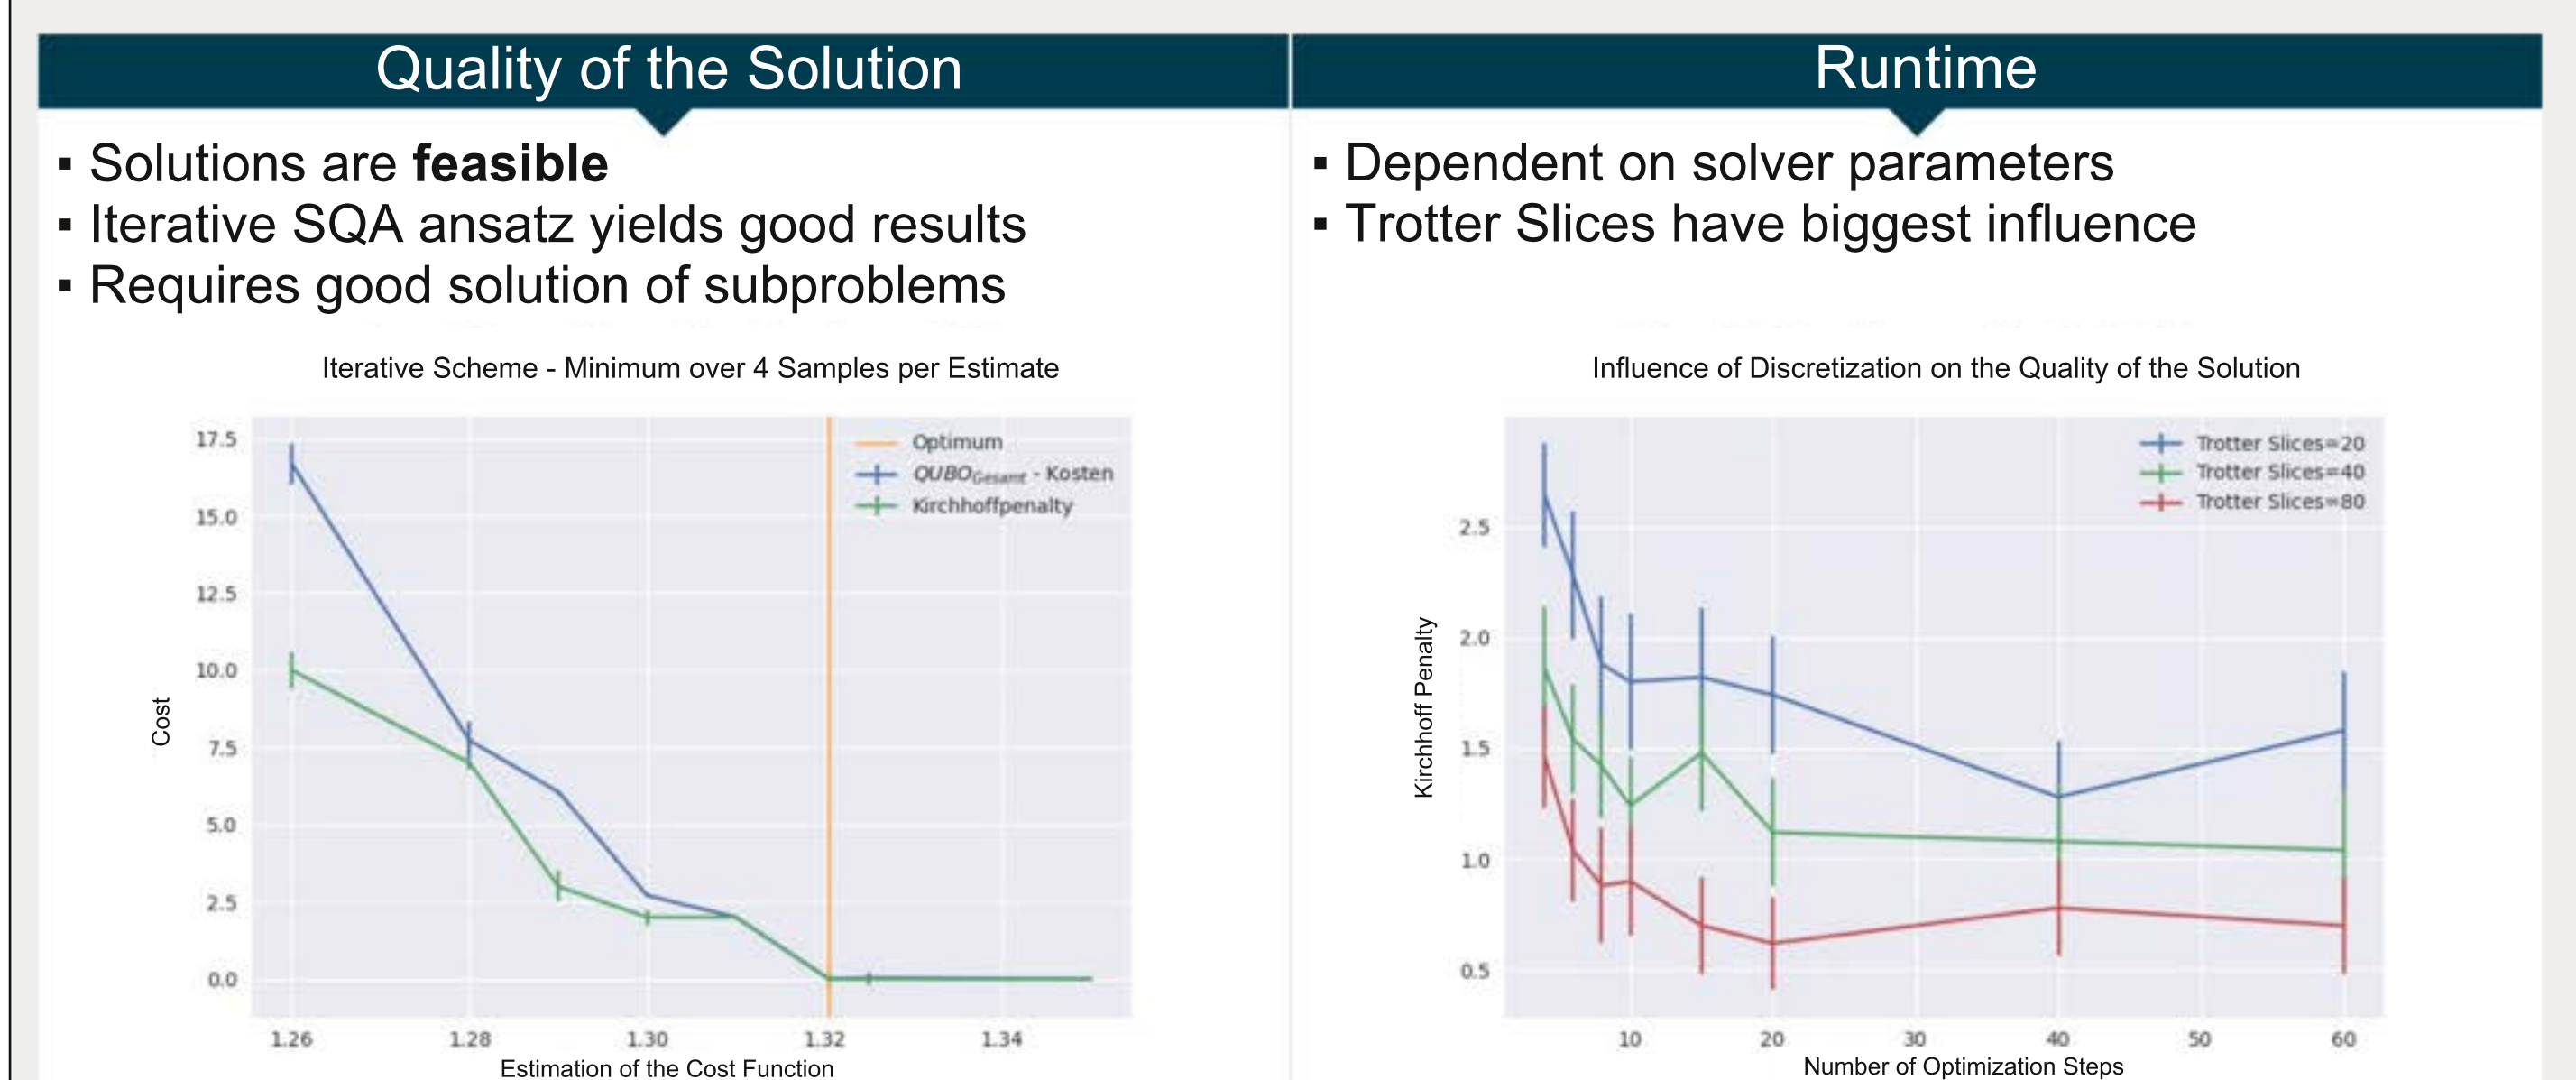 Quality of the Solution
▪ Solutions are feasible
▪ Iterative SQA ansatz yields good results
▪ Requires good solution of subproblems
Iterative Scheme - Minimum over 4 Samples per Estimate
Optimum
QUBO_Gesamt - Kosten
Kirchhoffpenalty
17.5
15.0
12.5
10.0
7.5
5.0
2.5
0.0
Cost
1.26 1.28 1.30 1.32 1.34
Estimation of the Cost Function
Runtime
▪ Dependent on solver parameters
▪ Trotter Slices have biggest influence
Influence of Discretization on the Quality of the Solution
Trotter Slices=20
Trotter Slices=40
Trotter Slices=80
2.5
2.0
1.5
1.0
0.5
Kirchhoff Penalty
10 20 30 40 50 60
Number of Optimization Steps